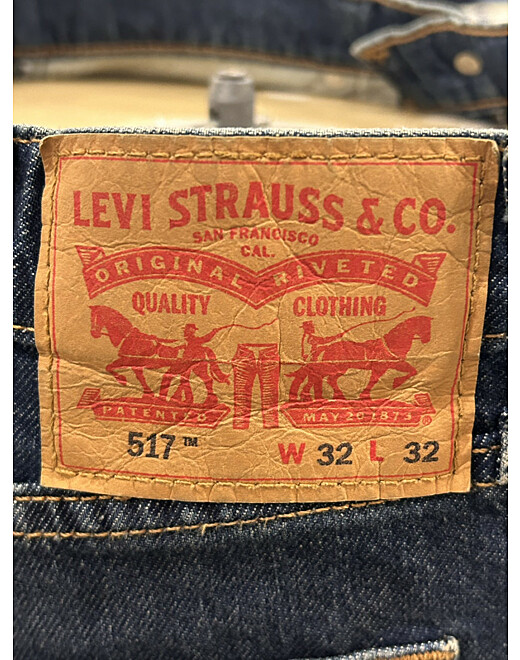 LEVI STRAUSS & CO.
SAN FRANCISCO
CAL.
ORIGINAL RIVETED
QUALITY CLOTHING
PATENTED MAY 20 1873 ®
517™ W 32 L 32